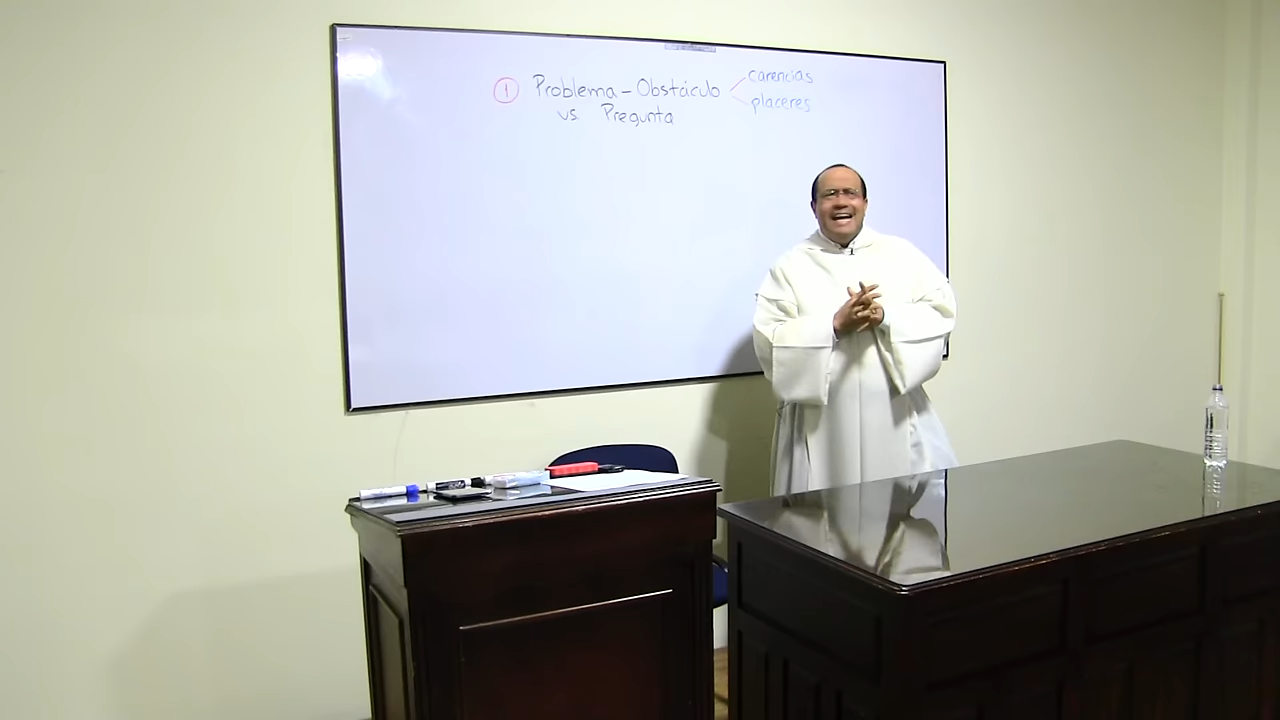 ① Problema - Obstáculo carencias
placeres
vs. Pregunta